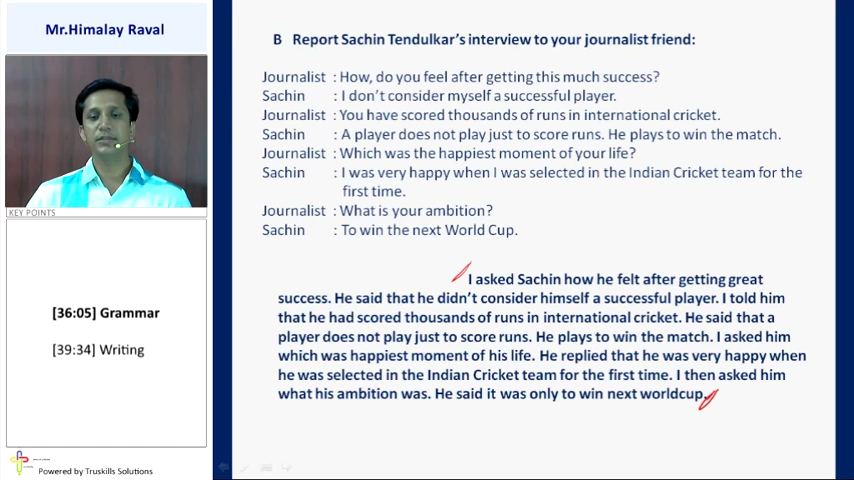 Mr.Himalay Raval
KEY POINTS
[36:05] Grammar
[39:34] Writing
Powered by Truskills Solutions
B Report Sachin Tendulkar's interview to your journalist friend:
Journalist : How, do you feel after getting this much success?
Sachin : I don't consider myself a successful player.
Journalist : You have scored thousands of runs in international cricket.
Sachin : A player does not play just to score runs. He plays to win the match.
Journalist : Which was the happiest moment of your life?
Sachin : I was very happy when I was selected in the Indian Cricket team for the
first time.
Journalist : What is your ambition?
Sachin : To win the next World Cup.
I asked Sachin how he felt after getting great
success. He said that he didn't consider himself a successful player. I told him
that he had scored thousands of runs in international cricket. He said that a
player does not play just to score runs. He plays to win the match. I asked him
which was happiest moment of his life. He replied that he was very happy when
he was selected in the Indian Cricket team for the first time. I then asked him
what his ambition was. He said it was only to win next worldcup.